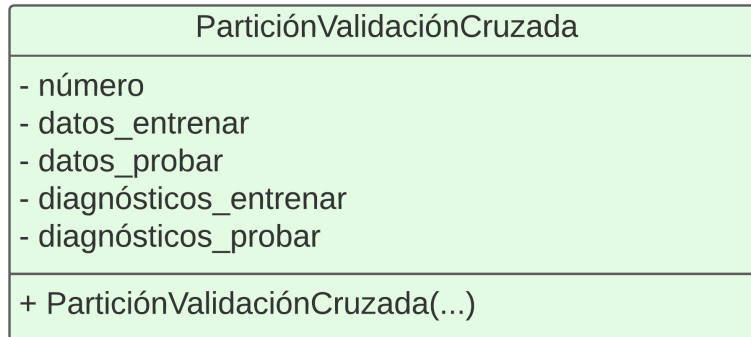 ParticiónValidaciónCruzada
- número
- datos_entrenar
- datos_probar
- diagnósticos_entrenar
- diagnósticos_probar
+ ParticiónValidaciónCruzada(...)